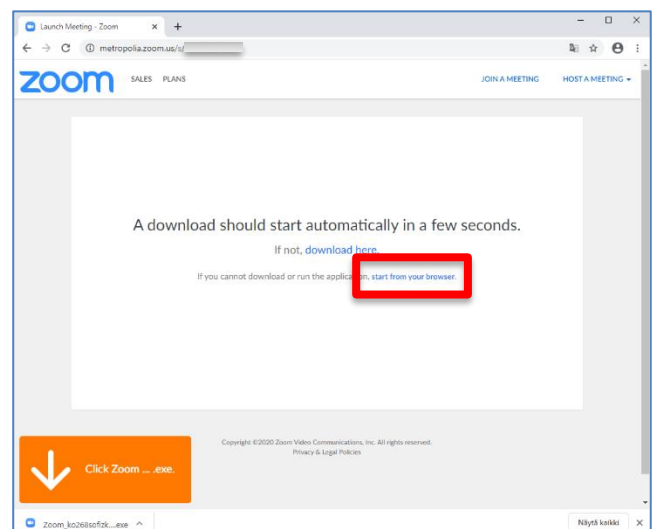 Launch Meeting - Zoom
metropolia.zoom.us/s/
zoom SALES PLANS JOIN A MEETING HOST A MEETING
A download should start automatically in a few seconds.
If not, download here.
If you cannot download or run the application, start from your browser.
Copyright ©2020 Zoom Video Communications, Inc. All rights reserved.
Privacy & Legal Policies
Click Zoom ... .exe.
Näytä kaikki